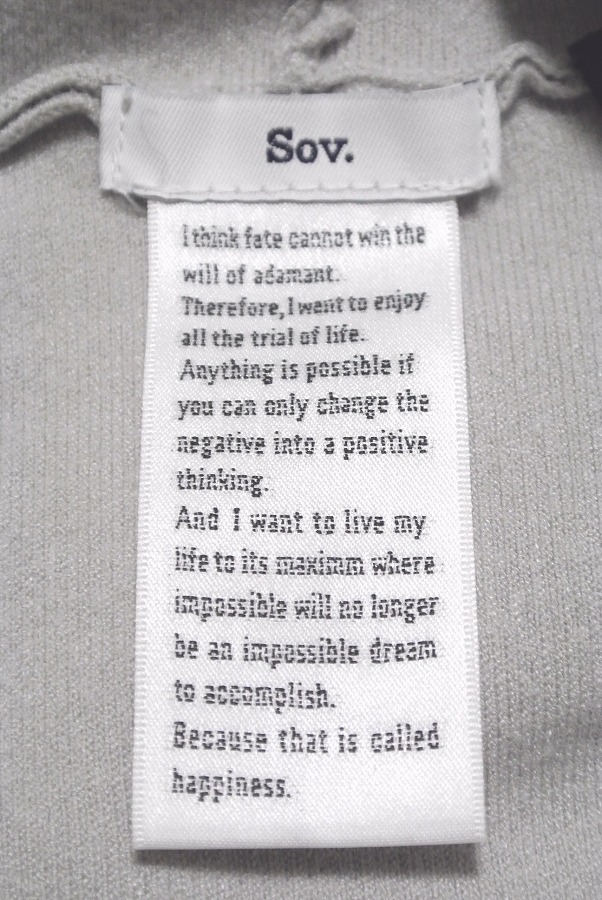 Sov.
I think fate cannot win the
will of adamant.
Therefore, I want to enjoy
all the trial of life.
Anything is possible if
you can only change the
negative into a positive
thinking.
And I want to live my
life to its maximm where
impossible will no longer
be an impossible dream
to accomplish.
Because that is called
happiness.